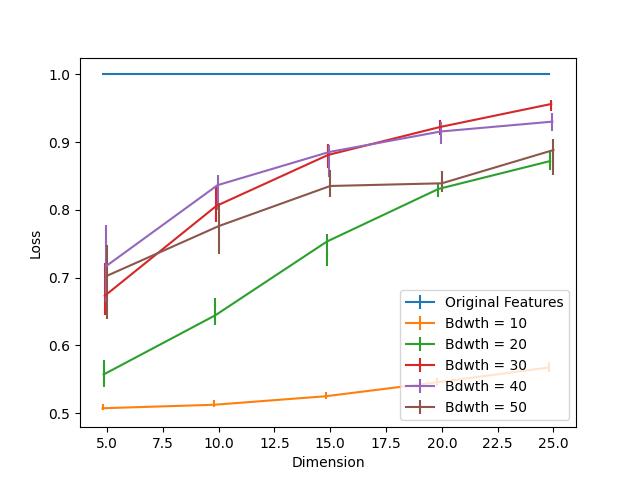 1.0
0.9
0.8
0.7
0.6
0.5
Loss
5.0 7.5 10.0 12.5 15.0 17.5 20.0 22.5 25.0
Dimension
Original Features
Bdwth = 10
Bdwth = 20
Bdwth = 30
Bdwth = 40
Bdwth = 50